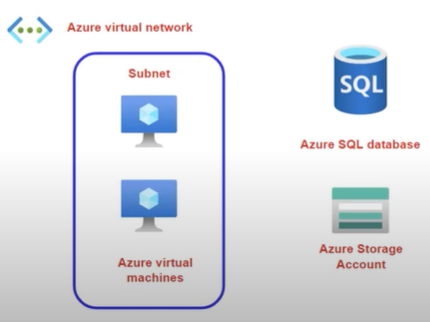 Azure virtual network
Subnet
SQL
Azure SQL database
Azure virtual
machines
Azure Storage
Account